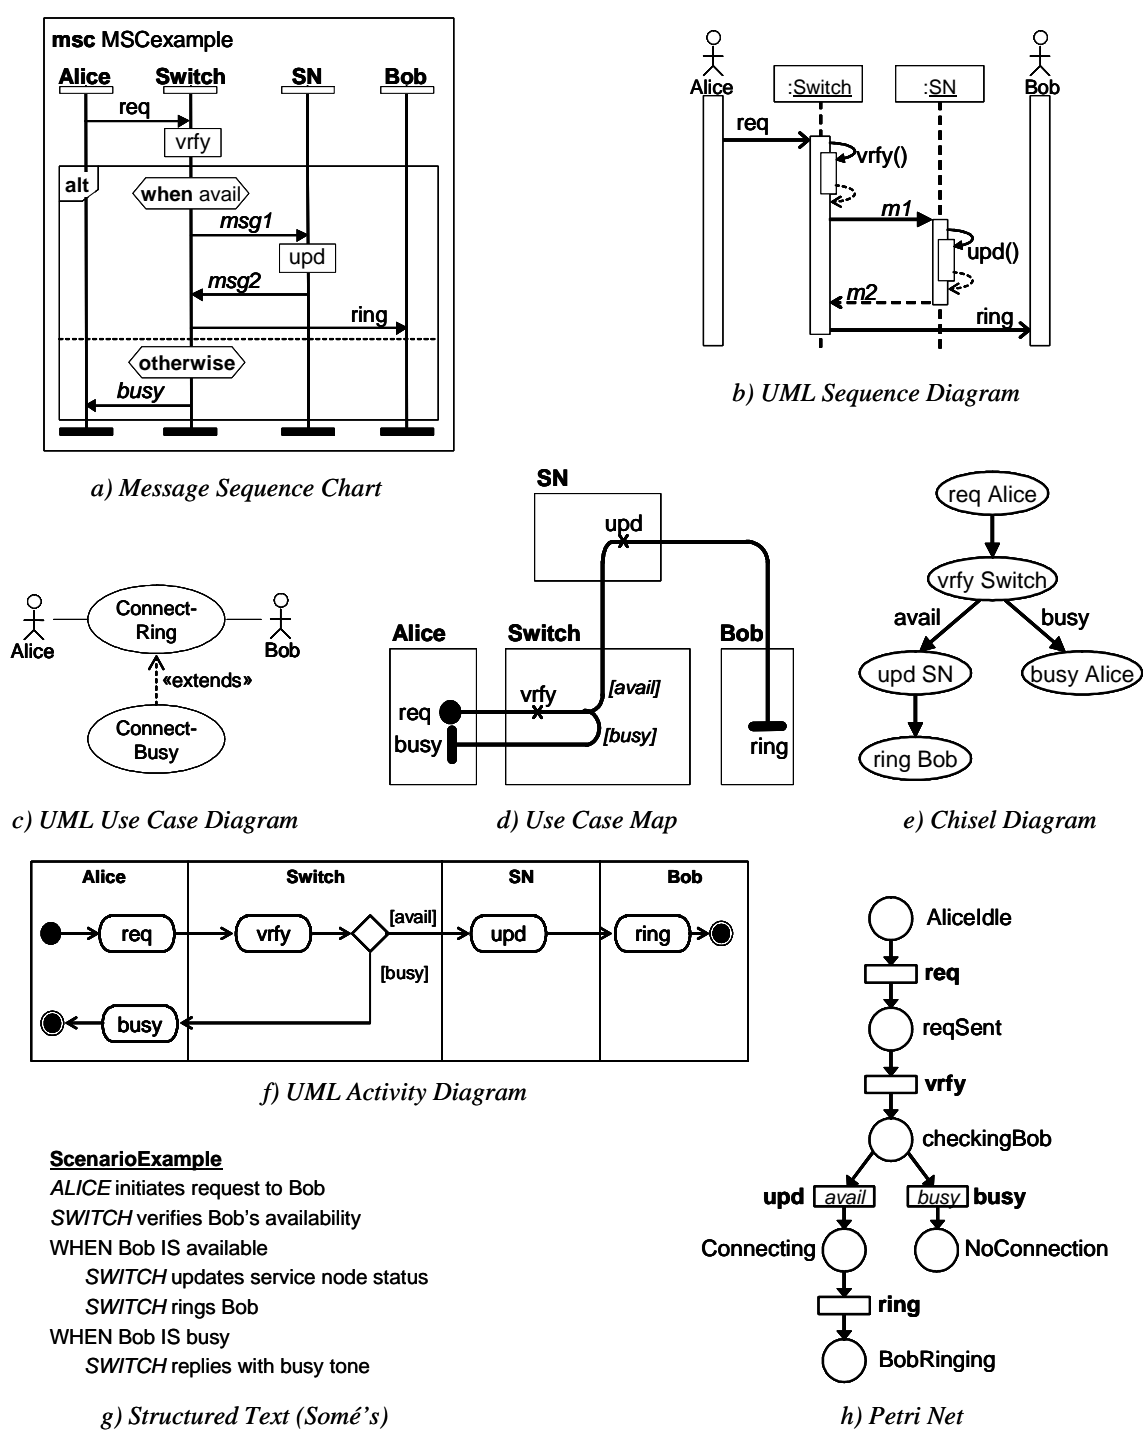 msc MSCexample
Alice Switch SN Bob
req
vrfy
alt
when avail
msg1
upd
msg2
ring
otherwise
busy
a) Message Sequence Chart
Alice :Switch :SN Bob
req
vrfy()
m1
upd()
m2
ring
b) UML Sequence Diagram
Connect-
Ring
Alice Bob
«extends»
Connect-
Busy
c) UML Use Case Diagram
SN
upd
Alice Switch Bob
vrfy [avail]
req
busy [busy] ring
d) Use Case Map
req Alice
vrfy Switch
avail busy
upd SN busy Alice
ring Bob
e) Chisel Diagram
Alice Switch SN Bob
req vrfy [avail] upd ring
[busy]
busy
f) UML Activity Diagram
ScenarioExample
ALICE initiates request to Bob
SWITCH verifies Bob's availability
WHEN Bob IS available
SWITCH updates service node status
SWITCH rings Bob
WHEN Bob IS busy
SWITCH replies with busy tone
g) Structured Text (Somé's)
AliceIdle
req
reqSent
vrfy
checkingBob
upd avail busy busy
Connecting NoConnection
ring
BobRinging
h) Petri Net